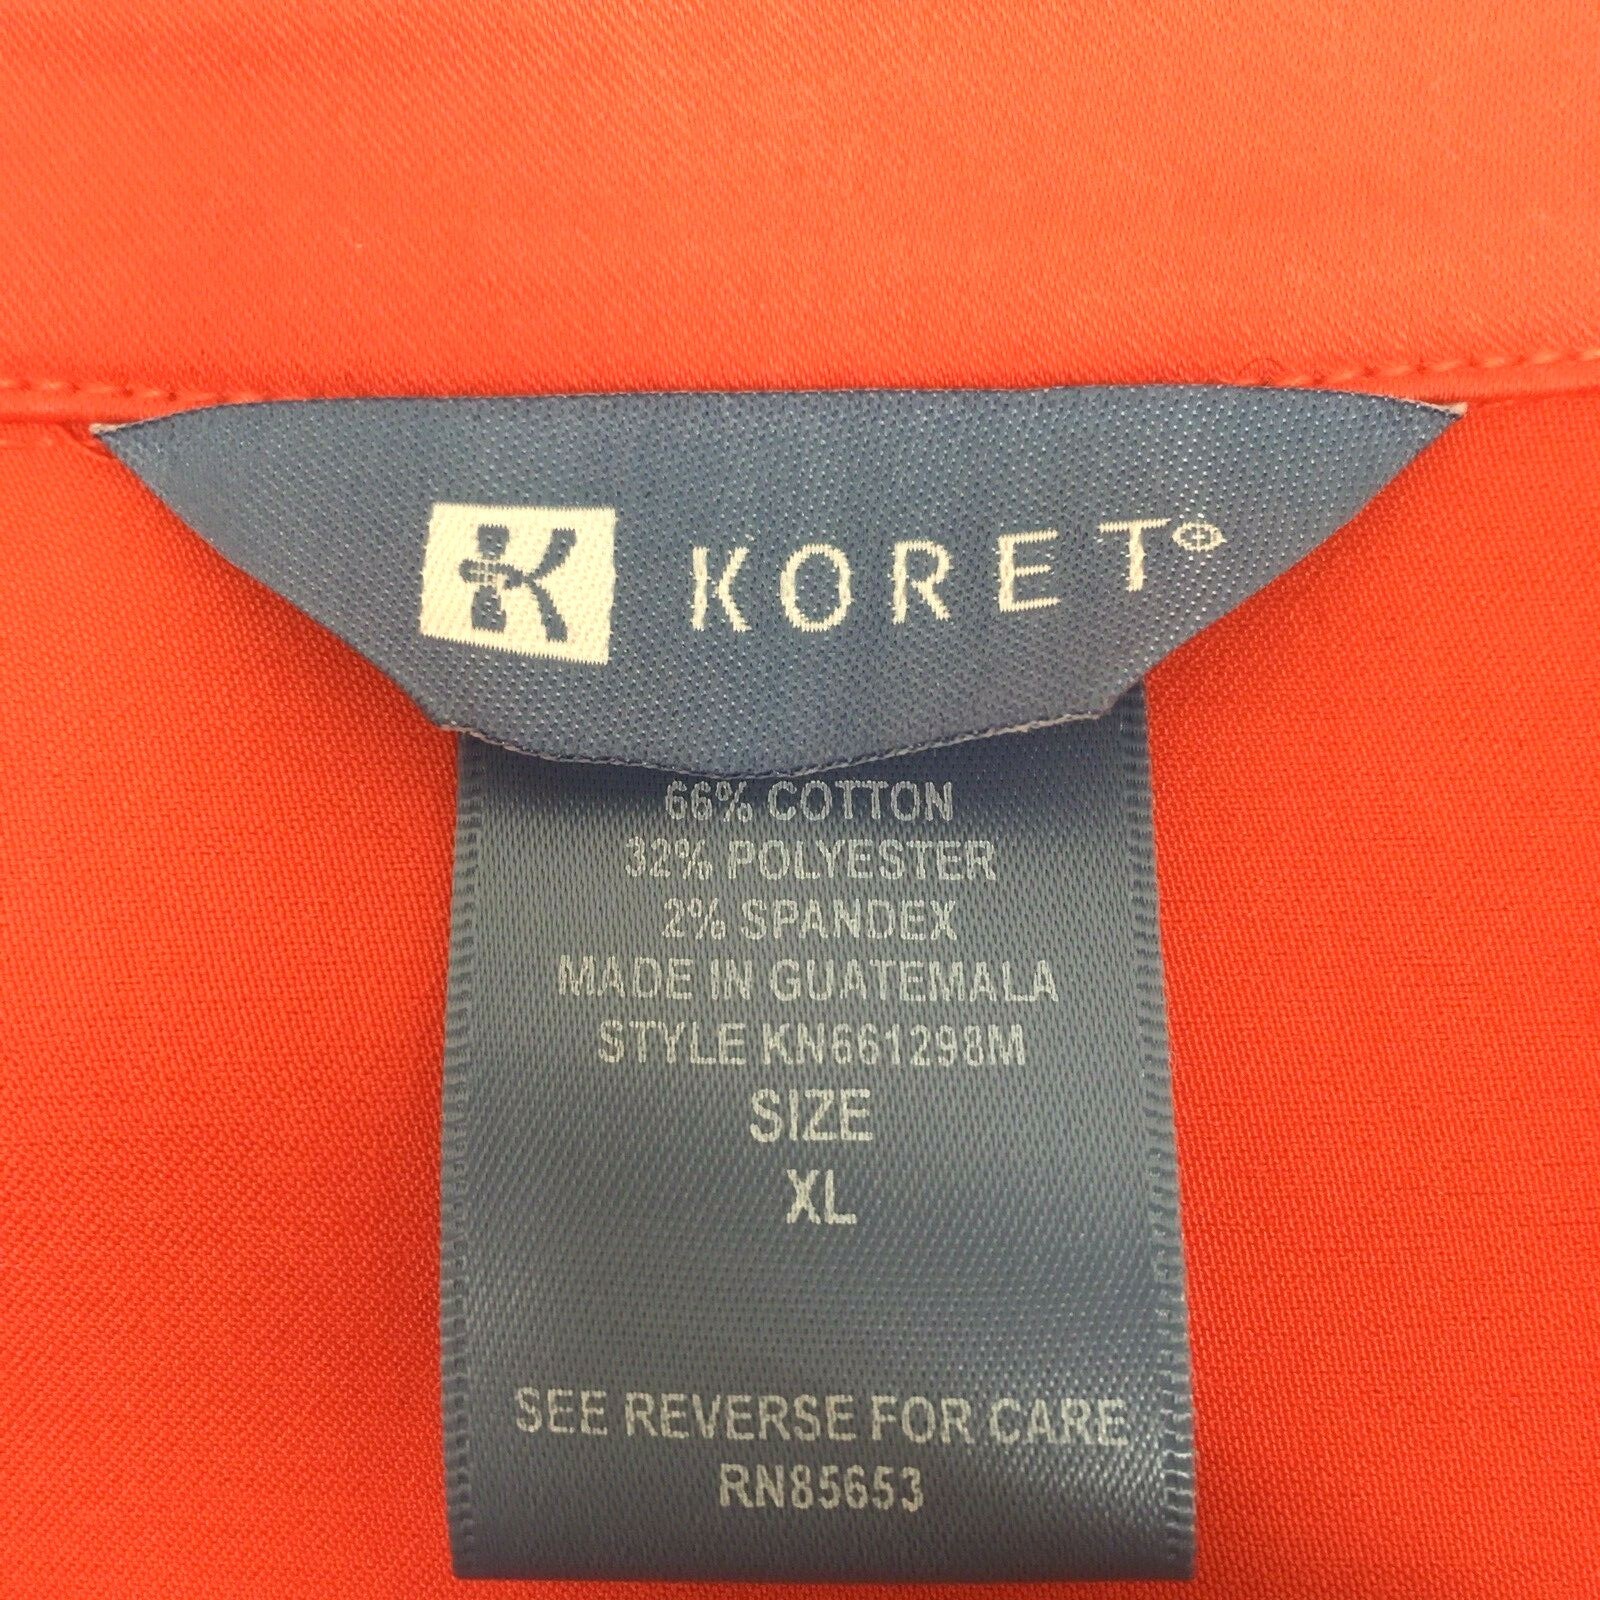 K KORET®
66% COTTON
32% POLYESTER
2% SPANDEX
MADE IN GUATEMALA
STYLE KN661298M
SIZE
XL
SEE REVERSE FOR CARE
RN85653